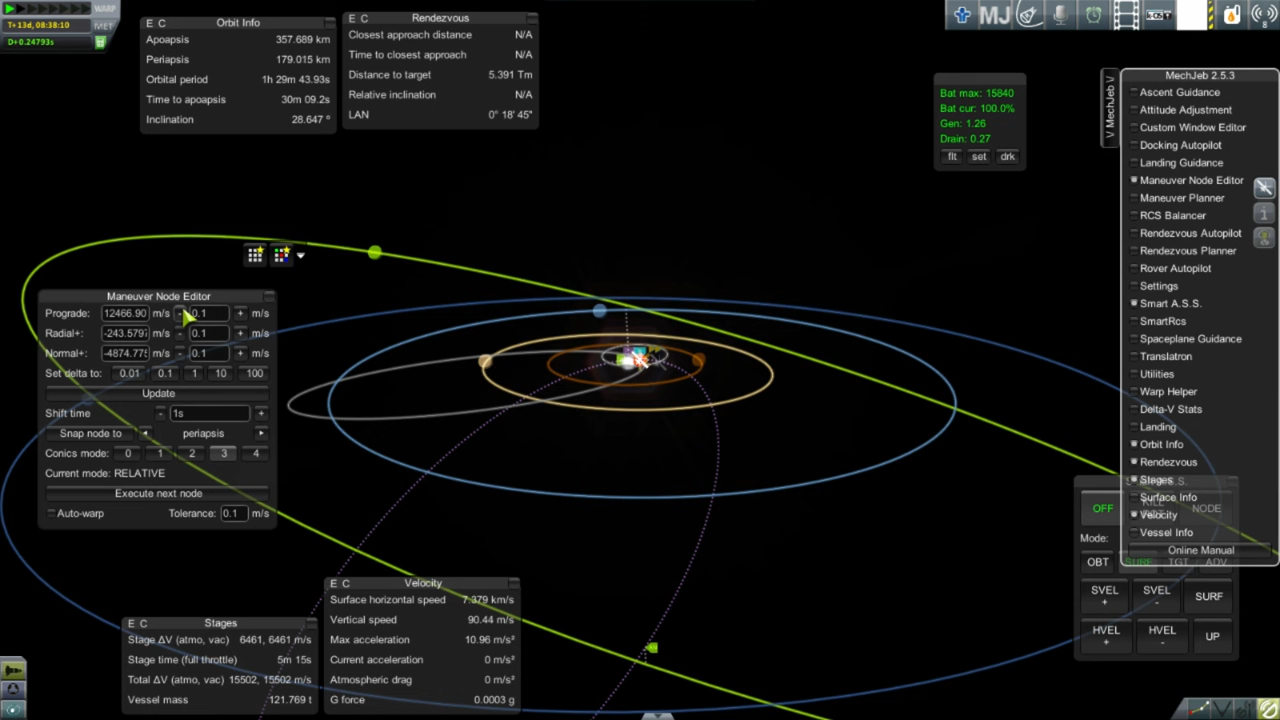 WARP
T+13d, 08:38:10
MET
D+0.24793s
E C Orbit Info
Apoapsis 357.689 km
Periapsis 179.015 km
Orbital period 1h 29m 43.93s
Time to apoapsis 30m 09.2s
Inclination 28.647 º
E C Rendezvous
Closest approach distance N/A
Time to closest approach N/A
Distance to target 5.391 Tm
Relative inclination N/A
LAN 0° 18' 45"
MJ
Bat max: 15840
Bat cur: 100.0%
Gen: 1.26
Drain: 0.27
flt set drk
V MechJeb V
MechJeb 2.5.3
Ascent Guidance
Attitude Adjustment
Custom Window Editor
Docking Autopilot
Landing Guidance
Maneuver Node Editor
Maneuver Planner
RCS Balancer
Rendezvous Autopilot
Rendezvous Planner
Rover Autopilot
Settings
Smart A.S.S.
SmartRcs
Spaceplane Guidance
Translatron
Utilities
Warp Helper
Delta-V Stats
Landing
Orbit Info
Rendezvous
Stages
Surface Info
Velocity
Vessel Info
Online Manual
Maneuver Node Editor
Prograde: 12466.90 m/s - 0.1 + m/s
Radial+: -243.579 m/s - 0.1 + m/s
Normal+: -4874.77 m/s - 0.1 + m/s
Set delta to: 0.01 0.1 1 10 100
Update
Shift time - 1s +
Snap node to periapsis
Conics mode: 0 1 2 3 4
Current mode: RELATIVE
Execute next node
Auto-warp Tolerance: 0.1 m/s
OFF NODE
Mode:
OBT SURF TGT ADV
SVEL + SVEL - SURF
HVEL + HVEL - UP
E C Stages
Stage ΔV (atmo, vac) 6461, 6461 m/s
Stage time (full throttle) 5m 15s
Total ΔV (atmo, vac) 15502, 15502 m/s
Vessel mass 121.769 t
E C Velocity
Surface horizontal speed 7.379 km/s
Vertical speed 90.44 m/s
Max acceleration 10.96 m/s²
Current acceleration 0 m/s²
Atmospheric drag 0 m/s²
G force 0.0003 g